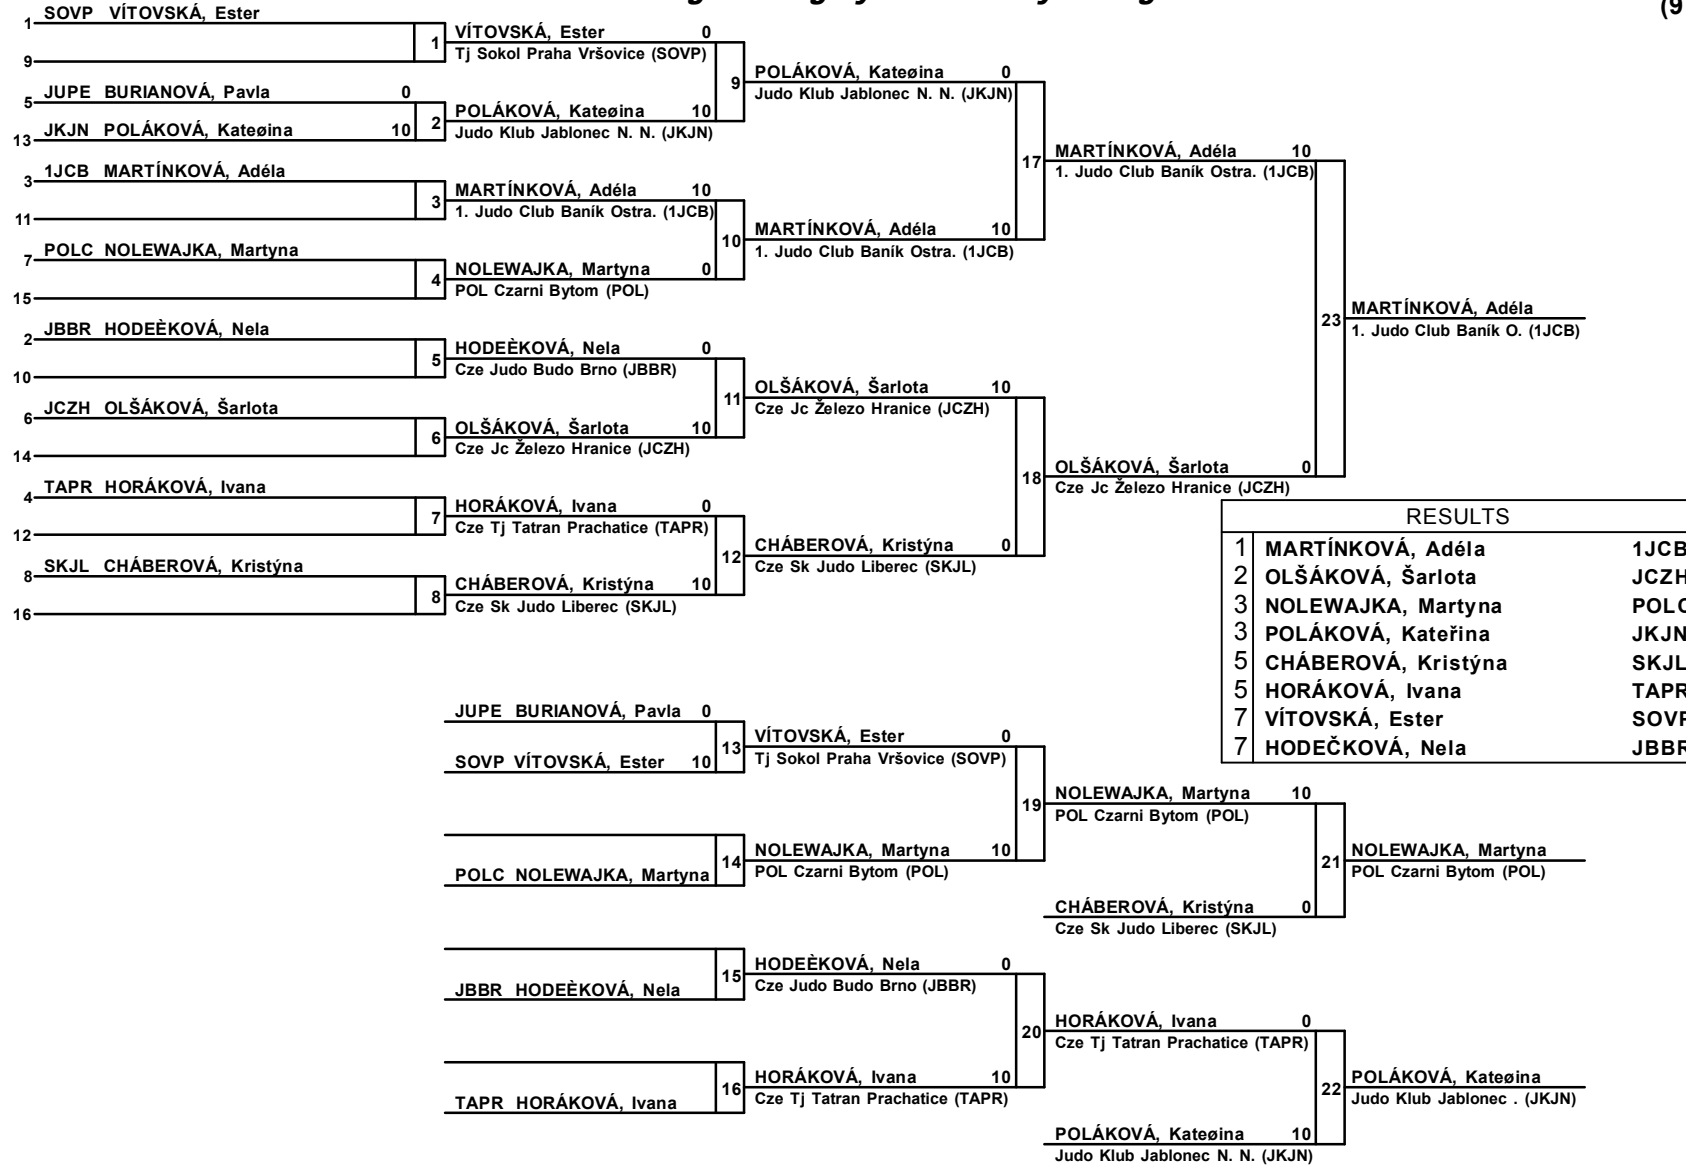 (9
1 SOVP VÍTOVSKÁ, Ester
9
1
5 JUPE BURIANOVÁ, Pavla 0
13 JKJN POLÁKOVÁ, Kateøina 10
2
3 1JCB MARTÍNKOVÁ, Adéla
11
3
7 POLC NOLEWAJKA, Martyna
15
4
2 JBBR HODEÈKOVÁ, Nela
10
5
6 JCZH OLŠÁKOVÁ, Šarlota
14
6
4 TAPR HORÁKOVÁ, Ivana
12
7
8 SKJL CHÁBEROVÁ, Kristýna
16
8
VÍTOVSKÁ, Ester 0
Tj Sokol Praha Vršovice (SOVP)
9
POLÁKOVÁ, Kateøina 10
Judo Klub Jablonec N. N. (JKJN)
MARTÍNKOVÁ, Adéla 10
1. Judo Club Baník Ostra. (1JCB)
10
NOLEWAJKA, Martyna 0
POL Czarni Bytom (POL)
HODEÈKOVÁ, Nela 0
Cze Judo Budo Brno (JBBR)
11
OLŠÁKOVÁ, Šarlota 10
Cze Jc Železo Hranice (JCZH)
HORÁKOVÁ, Ivana 0
Cze Tj Tatran Prachatice (TAPR)
12
CHÁBEROVÁ, Kristýna 10
Cze Sk Judo Liberec (SKJL)
POLÁKOVÁ, Kateøina 0
Judo Klub Jablonec N. N. (JKJN)
17
MARTÍNKOVÁ, Adéla 10
1. Judo Club Baník Ostra. (1JCB)
OLŠÁKOVÁ, Šarlota 10
Cze Jc Železo Hranice (JCZH)
18
CHÁBEROVÁ, Kristýna 0
Cze Sk Judo Liberec (SKJL)
MARTÍNKOVÁ, Adéla 10
1. Judo Club Baník Ostra. (1JCB)
23
OLŠÁKOVÁ, Šarlota 0
Cze Jc Železo Hranice (JCZH)
MARTÍNKOVÁ, Adéla
1. Judo Club Baník O. (1JCB)
RESULTS
1 MARTÍNKOVÁ, Adéla 1JCB
2 OLŠÁKOVÁ, Šarlota JCZH
3 NOLEWAJKA, Martyna POLC
3 POLÁKOVÁ, Kateřina JKJN
5 CHÁBEROVÁ, Kristýna SKJL
5 HORÁKOVÁ, Ivana TAPR
7 VÍTOVSKÁ, Ester SOVP
7 HODEČKOVÁ, Nela JBBR
JUPE BURIANOVÁ, Pavla 0
13
SOVP VÍTOVSKÁ, Ester 10
14
POLC NOLEWAJKA, Martyna
15
JBBR HODEÈKOVÁ, Nela
16
TAPR HORÁKOVÁ, Ivana
VÍTOVSKÁ, Ester 0
Tj Sokol Praha Vršovice (SOVP)
19
NOLEWAJKA, Martyna 10
POL Czarni Bytom (POL)
HODEÈKOVÁ, Nela 0
Cze Judo Budo Brno (JBBR)
20
HORÁKOVÁ, Ivana 10
Cze Tj Tatran Prachatice (TAPR)
NOLEWAJKA, Martyna 10
POL Czarni Bytom (POL)
21
CHÁBEROVÁ, Kristýna 0
Cze Sk Judo Liberec (SKJL)
HORÁKOVÁ, Ivana 0
Cze Tj Tatran Prachatice (TAPR)
22
POLÁKOVÁ, Kateøina 10
Judo Klub Jablonec N. N. (JKJN)
NOLEWAJKA, Martyna
POL Czarni Bytom (POL)
POLÁKOVÁ, Kateøina
Judo Klub Jablonec . (JKJN)